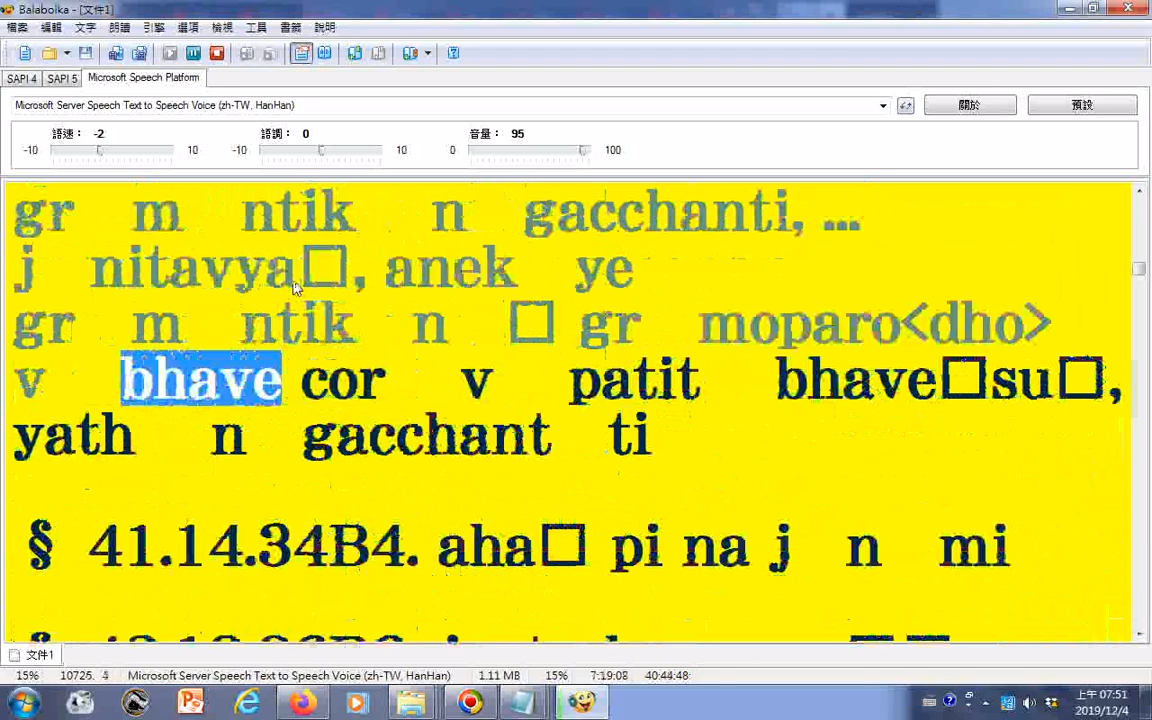 Balabolka - [文件1]
檔案 編輯 文字 朗讀 引擎 選項 檢視 工具 書籤 說明
SAPI 4 SAPI 5 Microsoft Speech Platform
Microsoft Server Speech Text to Speech Voice (zh-TW, HanHan) 關於 預設
語速： -2 語調： 0 音量： 95
-10 10 -10 10 0 100
gr m ntik n gacchanti, ...
j nitavya□, anek ye
gr m ntik n □ gr moparo<dho>
v bhave cor v patit bhave□su□,
yath n gacchant ti
§ 41.14.34B4. aha□ pi na j n mi
文件1
15% 10725. 4 Microsoft Server Speech Text to Speech Voice (zh-TW, HanHan) 1.11 MB 15% 7:19:08 40:44:48
上午 07:51
2019/12/4